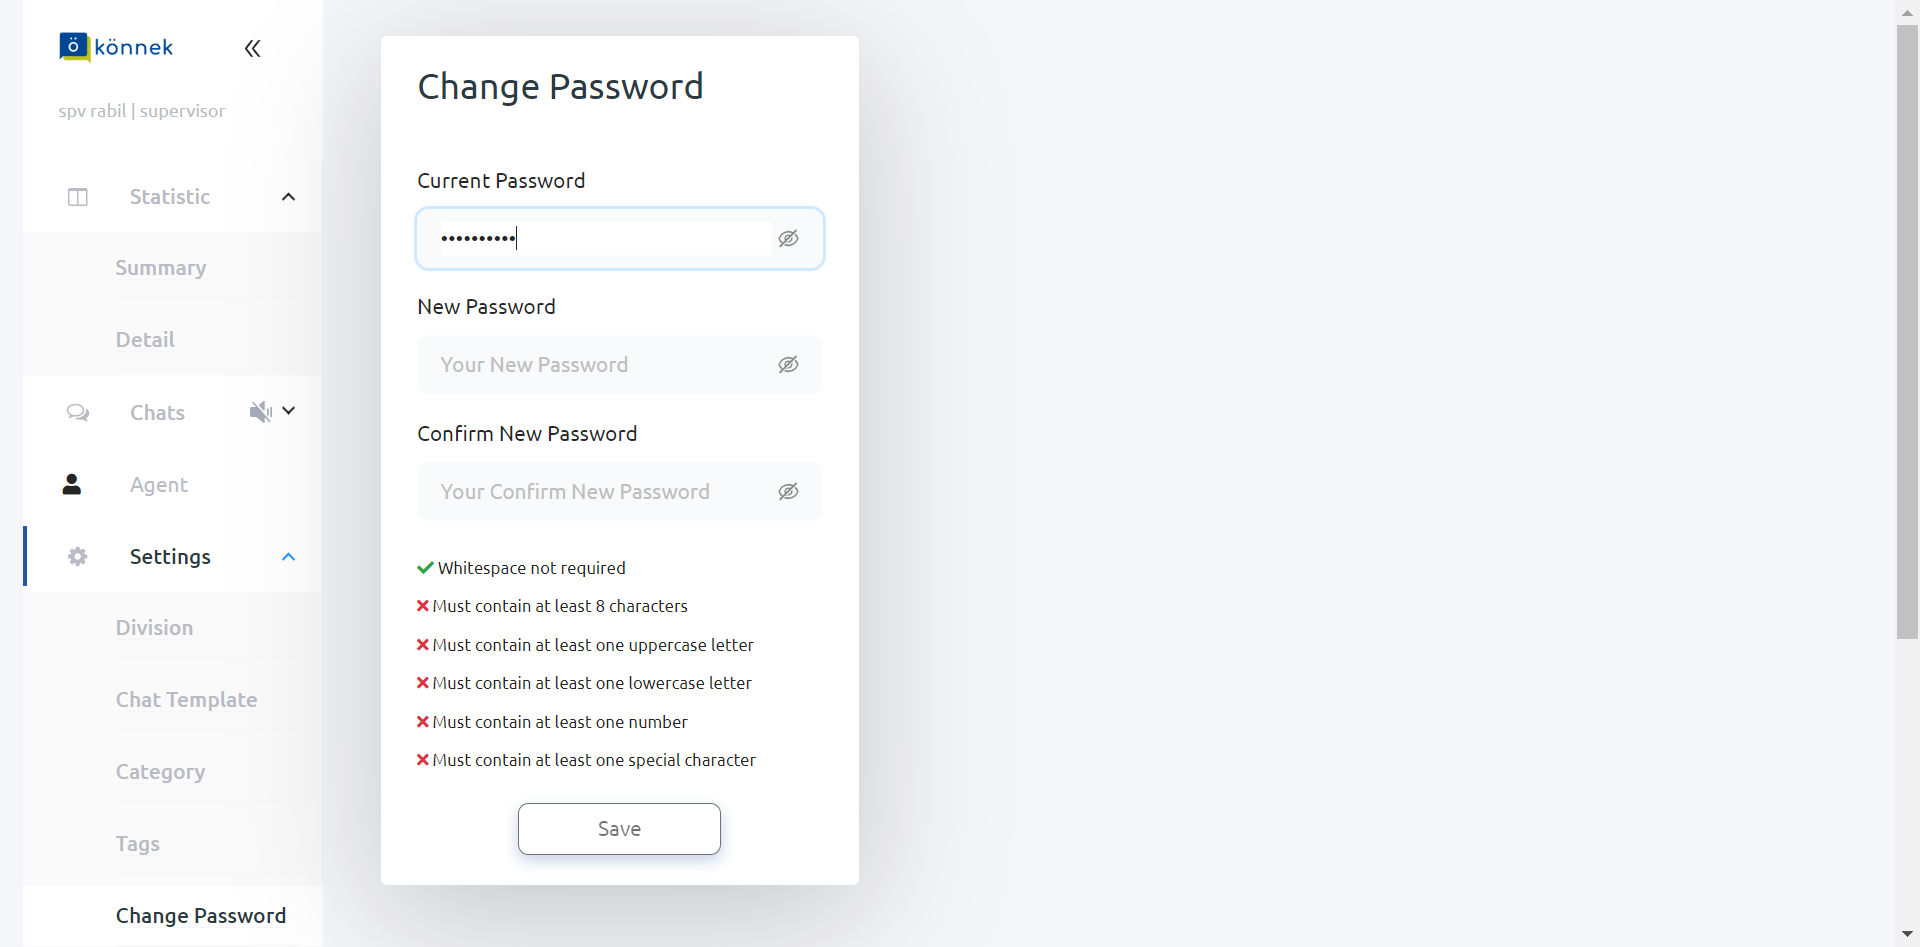 ö könnek
spv rabil | supervisor
Statistic
Summary
Detail
Chats
Agent
Settings
Division
Chat Template
Category
Tags
Change Password
Change Password
Current Password
••••••••••
New Password
Your New Password
Confirm New Password
Your Confirm New Password
Whitespace not required
Must contain at least 8 characters
Must contain at least one uppercase letter
Must contain at least one lowercase letter
Must contain at least one number
Must contain at least one special character
Save